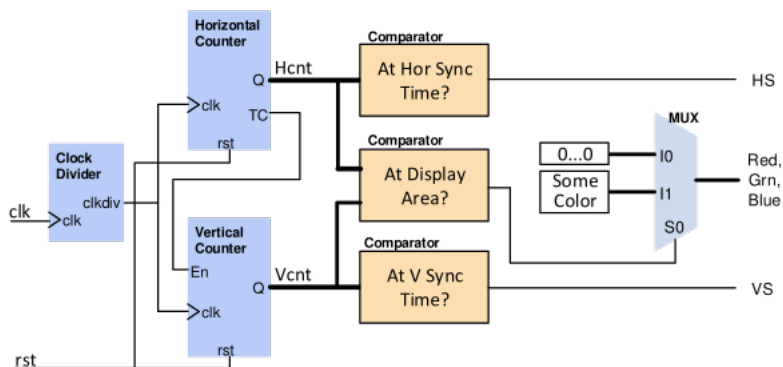 Horizontal
Counter
Q
Hcnt
clk
TC
rst
Comparator
At Hor Sync
Time?
HS
Clock
Divider
clkdiv
clk
clk
Comparator
At Display
Area?
0...0
Some
Color
MUX
I0
I1
S0
Red,
Grn,
Blue
Vertical
Counter
En
Q
Vcnt
clk
rst
Comparator
At V Sync
Time?
VS
rst